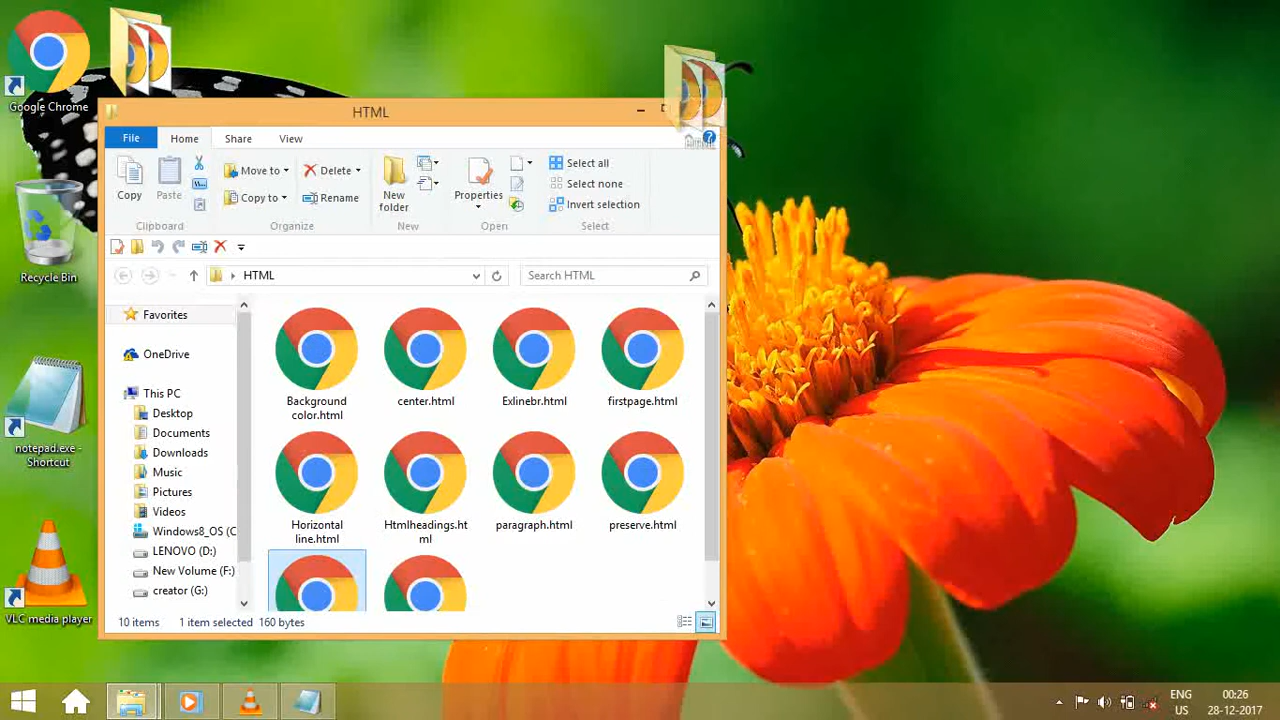 Google Chrome
Recycle Bin
notepad.exe -
Shortcut
VLC media player
HTML
File
Home
Share
View
Copy
Paste
Clipboard
Move to
Copy to
Delete
Rename
Organize
New
folder
New
Properties
Open
Select all
Select none
Invert selection
Select
HTML
Search HTML
Favorites
OneDrive
This PC
Desktop
Documents
Downloads
Music
Pictures
Videos
Windows8_OS (C
LENOVO (D:)
New Volume (F:)
creator (G:)
Background
color.html
center.html
Exlinebr.html
firstpage.html
Horizontal
line.html
Htmlheadings.ht
ml
paragraph.html
preserve.html
10 items
1 item selected
160 bytes
ENG
US
00:26
28-12-2017